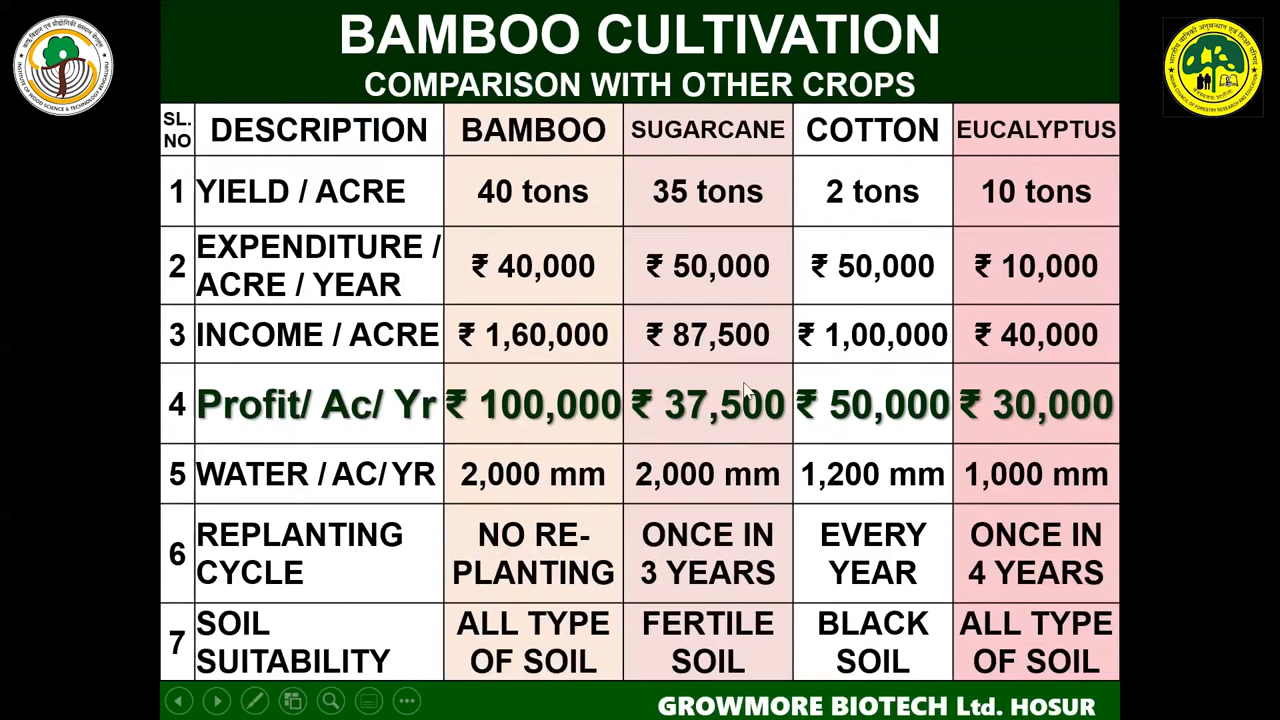 BAMBOO CULTIVATION
COMPARISON WITH OTHER CROPS
SL. NO DESCRIPTION BAMBOO SUGARCANE COTTON EUCALYPTUS
1 YIELD / ACRE 40 tons 35 tons 2 tons 10 tons
2 EXPENDITURE / ACRE / YEAR ₹ 40,000 ₹ 50,000 ₹ 50,000 ₹ 10,000
3 INCOME / ACRE ₹ 1,60,000 ₹ 87,500 ₹ 1,00,000 ₹ 40,000
4 Profit/ Ac/ Yr ₹ 100,000 ₹ 37,500 ₹ 50,000 ₹ 30,000
5 WATER / AC/ YR 2,000 mm 2,000 mm 1,200 mm 1,000 mm
6 REPLANTING CYCLE NO RE-PLANTING ONCE IN 3 YEARS EVERY YEAR ONCE IN 4 YEARS
7 SOIL SUITABILITY ALL TYPE OF SOIL FERTILE SOIL BLACK SOIL ALL TYPE OF SOIL
GROWMORE BIOTECH Ltd. HOSUR